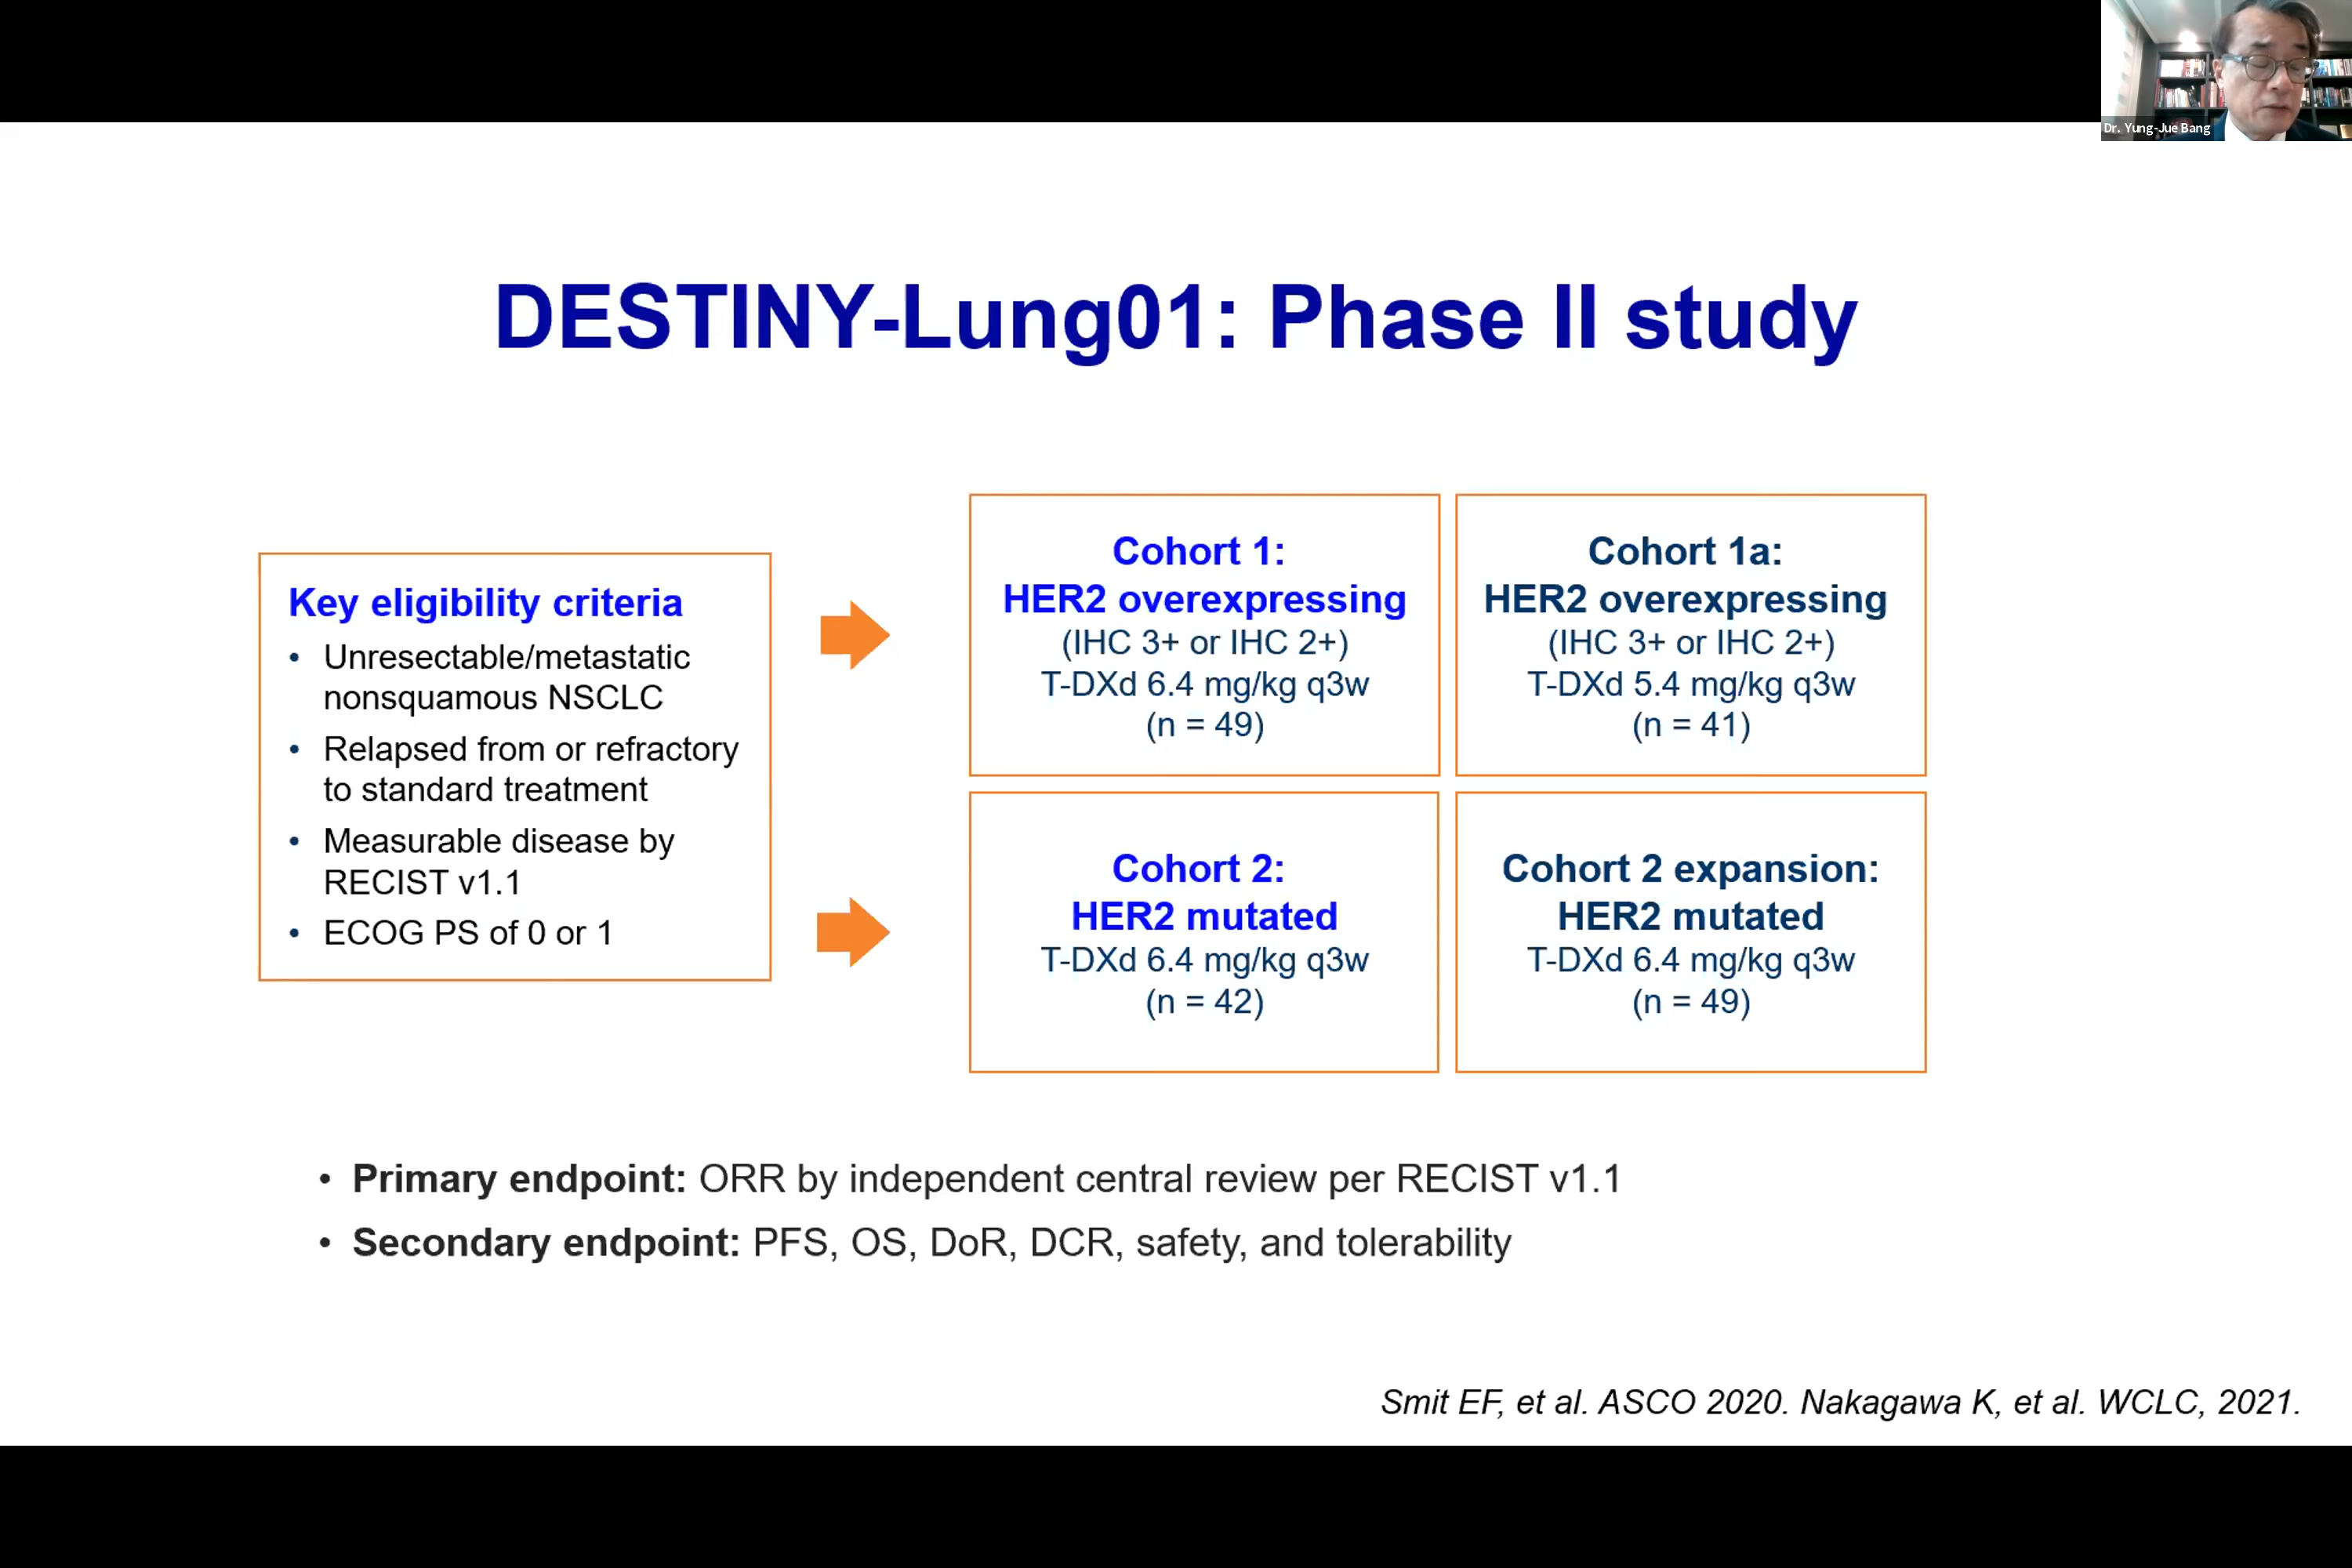 Dr. Yung-Jue Bang
DESTINY-Lung01: Phase II study
Key eligibility criteria
• Unresectable/metastatic
nonsquamous NSCLC
• Relapsed from or refractory
to standard treatment
• Measurable disease by
RECIST v1.1
• ECOG PS of 0 or 1
Cohort 1:
HER2 overexpressing
(IHC 3+ or IHC 2+)
T-DXd 6.4 mg/kg q3w
(n = 49)
Cohort 1a:
HER2 overexpressing
(IHC 3+ or IHC 2+)
T-DXd 5.4 mg/kg q3w
(n = 41)
Cohort 2:
HER2 mutated
T-DXd 6.4 mg/kg q3w
(n = 42)
Cohort 2 expansion:
HER2 mutated
T-DXd 6.4 mg/kg q3w
(n = 49)
• Primary endpoint: ORR by independent central review per RECIST v1.1
• Secondary endpoint: PFS, OS, DoR, DCR, safety, and tolerability
Smit EF, et al. ASCO 2020. Nakagawa K, et al. WCLC, 2021.